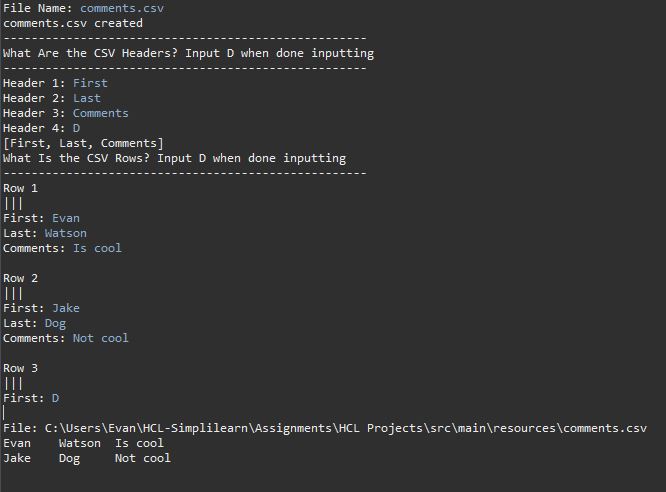 File Name: comments.csv
comments.csv created
----------------------------------------------------
What Are the CSV Headers? Input D when done inputting
----------------------------------------------------
Header 1: First
Header 2: Last
Header 3: Comments
Header 4: D
[First, Last, Comments]
What Is the CSV Rows? Input D when done inputting
----------------------------------------------------
Row 1
|||
First: Evan
Last: Watson
Comments: Is cool

Row 2
|||
First: Jake
Last: Dog
Comments: Not cool

Row 3
|||
First: D
|
File: C:\Users\Evan\HCL-Simplilearn\Assignments\HCL Projects\src\main\resources\comments.csv
Evan    Watson  Is cool
Jake    Dog     Not cool